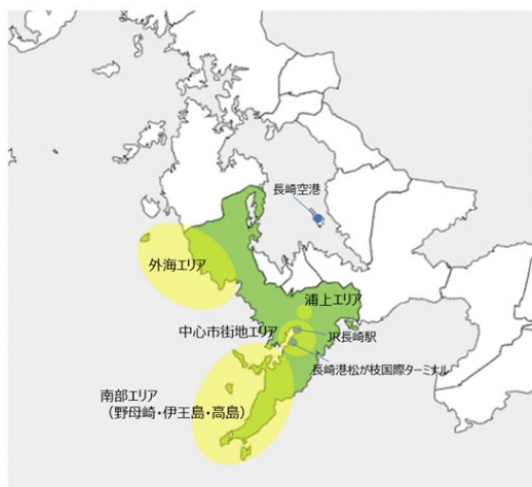 長崎空港
外海エリア
浦上エリア
中心市街地エリア
JR長崎駅
長崎港松が枝国際ターミナル
南部エリア
（野母崎・伊王島・高島）